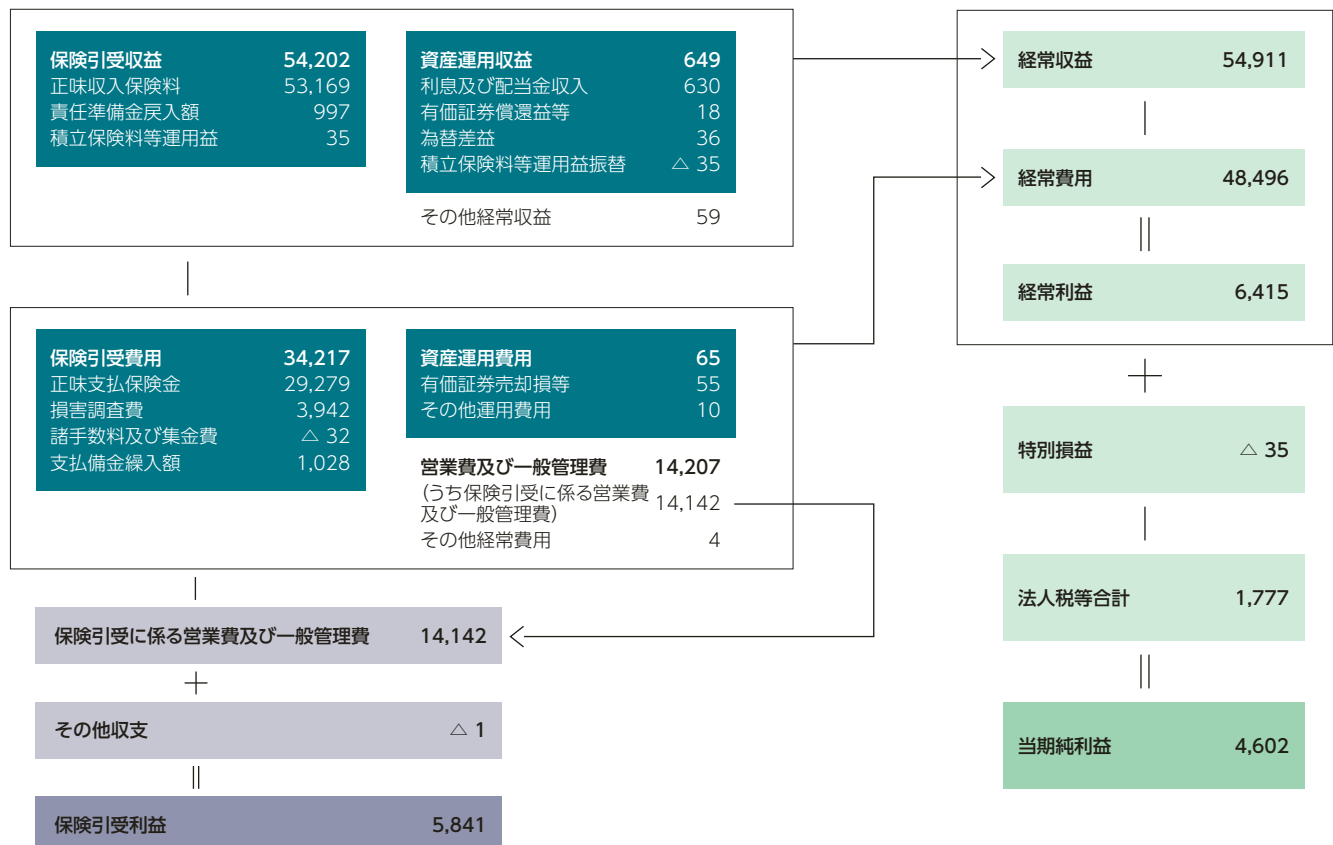 保険引受収益 54,202
正味収入保険料 53,169
責任準備金戻入額 997
積立保険料等運用益 35
資産運用収益 649
利息及び配当金収入 630
有価証券償還益等 18
為替差益 36
積立保険料等運用益振替 △ 35
その他経常収益 59
保険引受費用 34,217
正味支払保険金 29,279
損害調査費 3,942
諸手数料及び集金費 △ 32
支払備金繰入額 1,028
資産運用費用 65
有価証券売却損等 55
その他運用費用 10
営業費及び一般管理費 14,207
(うち保険引受に係る営業費
及び一般管理費) 14,142
その他経常費用 4
保険引受に係る営業費及び一般管理費 14,142
＋
その他収支 △ 1
||
保険引受利益 5,841
経常収益 54,911
|
経常費用 48,496
||
経常利益 6,415
＋
特別損益 △ 35
|
法人税等合計 1,777
||
当期純利益 4,602